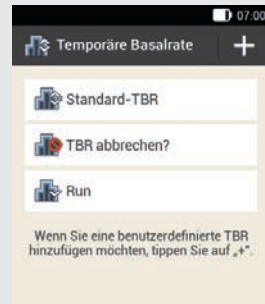 07:00
Temporäre Basalrate
Standard-TBR
TBR abbrechen?
Run
Wenn Sie eine benutzerdefinierte TBR
hinzufügen möchten, tippen Sie auf „+“.